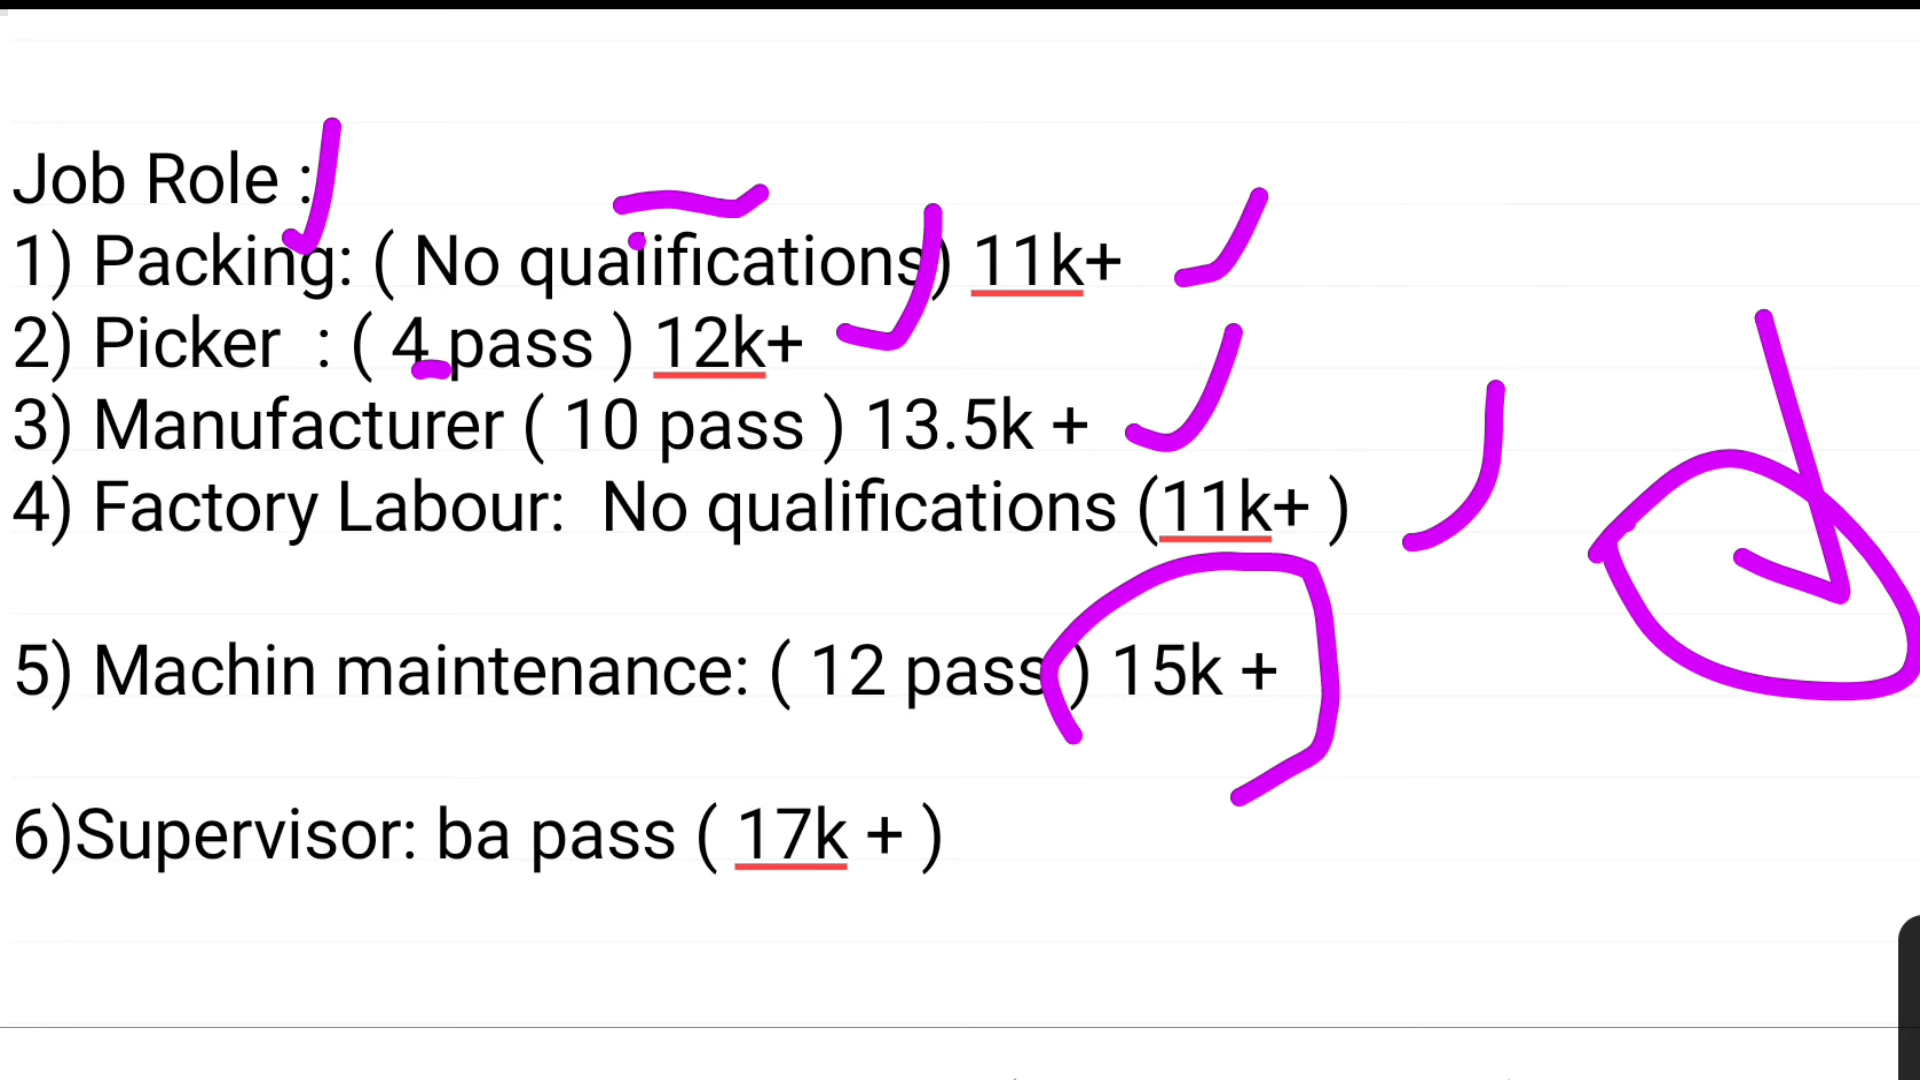 Job Role :
1) Packing: ( No qualifications) 11k+
2) Picker : ( 4 pass ) 12k+
3) Manufacturer ( 10 pass ) 13.5k +
4) Factory Labour: No qualifications (11k+ )
5) Machin maintenance: ( 12 pass ) 15k +
6)Supervisor: ba pass ( 17k + )